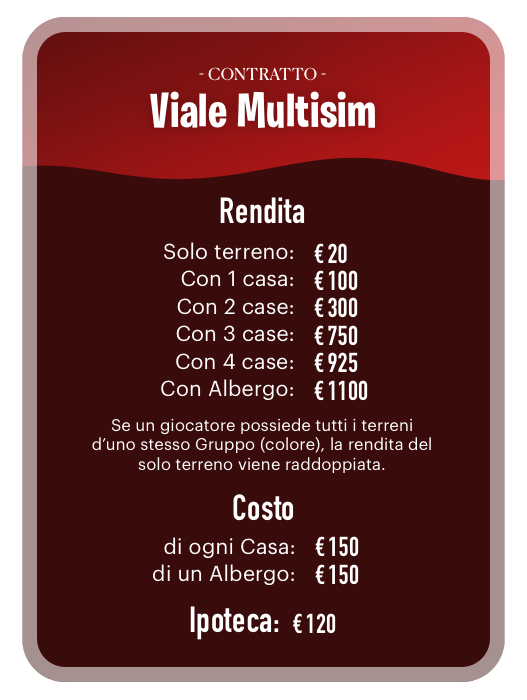 - CONTRATTO -
Viale Multisim
Rendita
Solo terreno: € 20
Con 1 casa: € 100
Con 2 case: € 300
Con 3 case: € 750
Con 4 case: € 925
Con Albergo: € 1100
Se un giocatore possiede tutti i terreni
d'uno stesso Gruppo (colore), la rendita del
solo terreno viene raddoppiata.
Costo
di ogni Casa: € 150
di un Albergo: € 150
Ipoteca: € 120